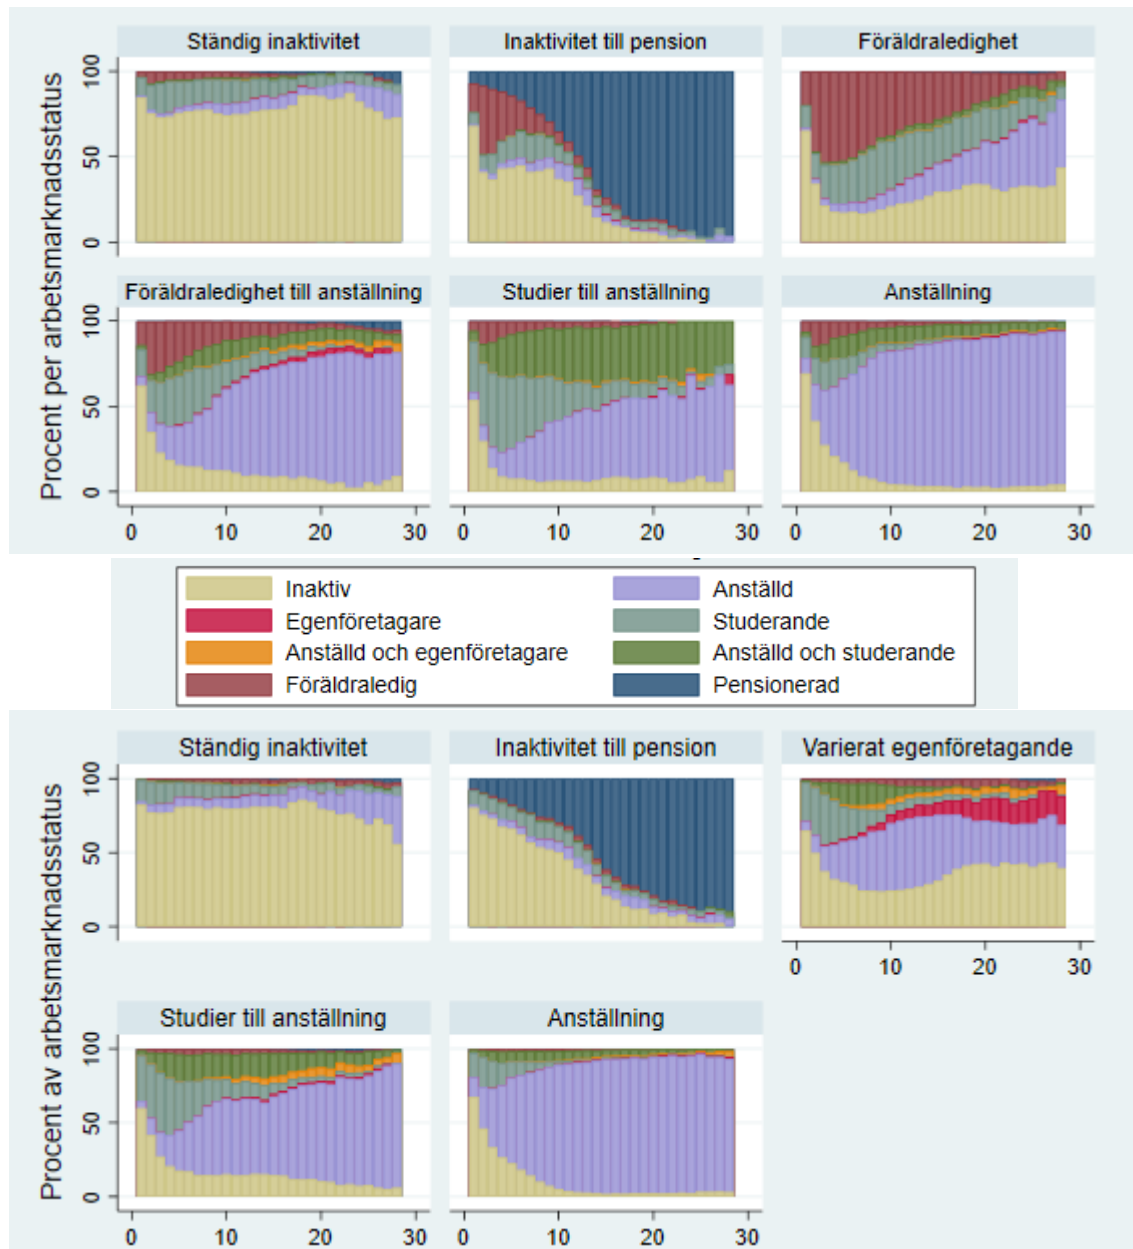 Ständig inaktivitet
Inaktivitet till pension
Föräldraledighet
100
50
0
Procent per arbetsmarknadsstatus
Föräldraledighet till anställning
Studier till anställning
Anställning
100
50
0
0 10 20 30
0 10 20 30
0 10 20 30
Inaktiv
Anställd
Egenföretagare
Studerande
Anställd och egenföretagare
Anställd och studerande
Föräldraledig
Pensionerad
Ständig inaktivitet
Inaktivitet till pension
Varierat egenföretagande
100
50
0
0 10 20 30
Procent av arbetsmarknadsstatus
Studier till anställning
Anställning
100
50
0
0 10 20 30
0 10 20 30